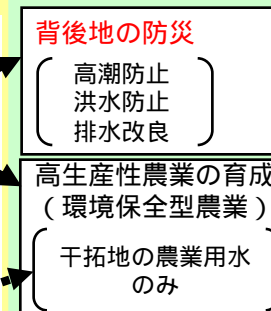 背後地の防災
高潮防止
洪水防止
排水改良
高生産性農業の育成
（環境保全型農業）
干拓地の農業用水
のみ